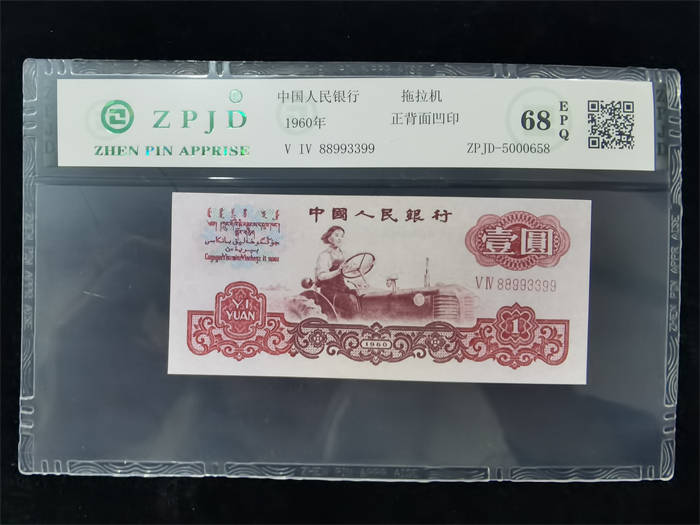 ZPJD
ZHEN PIN APPRISE
中国人民银行 拖拉机
1960年 正背面凹印
V IV 88993399 ZPJD-5000658
68
EPQ
中國人民銀行
壹圓
V IV 88993399
YI
YUAN
1960
1